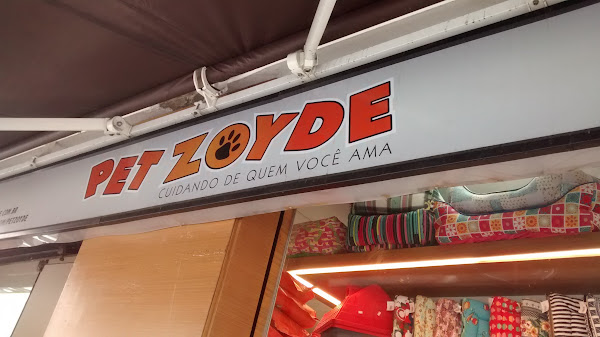 PET ZOYDE
CUIDANDO DE QUEM VOCÊ AMA